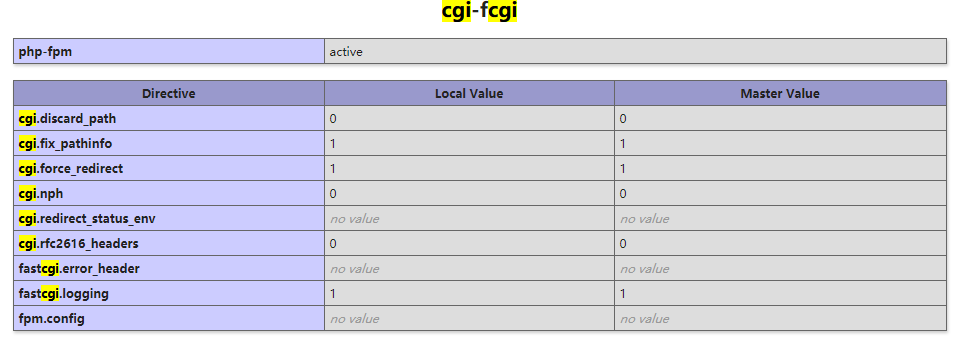 cgi-fcgi
php-fpm active
Directive Local Value Master Value
cgi.discard_path 0 0
cgi.fix_pathinfo 1 1
cgi.force_redirect 1 1
cgi.nph 0 0
cgi.redirect_status_env no value no value
cgi.rfc2616_headers 0 0
fastcgi.error_header no value no value
fastcgi.logging 1 1
fpm.config no value no value